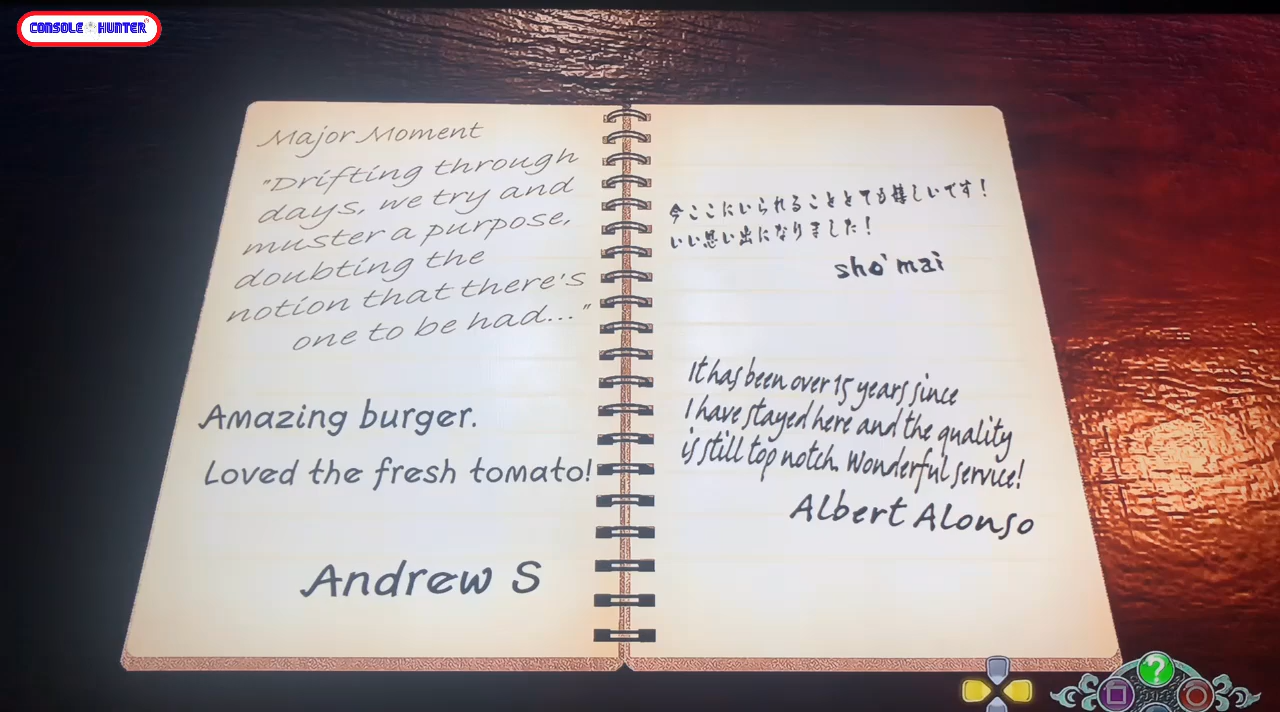 CONSOLE HUNTER
Major Moment
"Drifting through
days, we try and
muster a purpose,
doubting the
notion that there's
one to be had..."
Amazing burger.
Loved the fresh tomato!
Andrew S
今ここにいられることとても嬉しいです！
いい思い出になりました！
sho' mai
It has been over 15 years since
I have stayed here and the quality
is still top notch. Wonderful service!
Albert Alonso
?